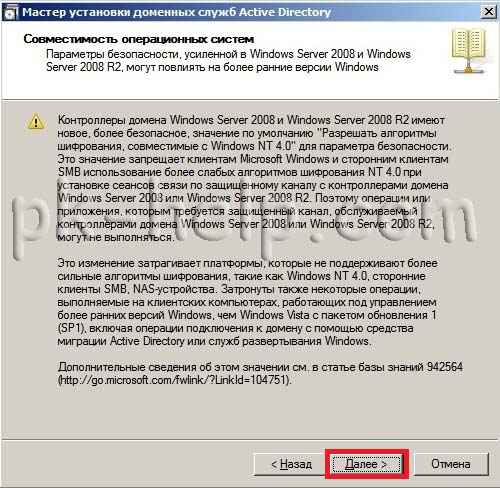 Мастер установки доменных служб Active Directory
Совместимость операционных систем
Параметры безопасности, усиленной в Windows Server 2008 и Windows
Server 2008 R2, могут повлиять на более ранние версии Windows
Контроллеры домена Windows Server 2008 и Windows Server 2008 R2 имеют
новое, более безопасное, значение по умолчанию "Разрешать алгоритмы
шифрования, совместимые с Windows NT 4.0" для параметра безопасности.
Это значение запрещает клиентам Microsoft Windows и сторонним клиентам
SMB использование более слабых алгоритмов шифрования NT 4.0 при
установке сеансов связи по защищенному каналу с контроллерами домена
Windows Server 2008 или Windows Server 2008 R2. Поэтому операции или
приложения, которым требуется защищенный канал, обслуживаемый
контроллерами домена Windows Server 2008 или Windows Server 2008 R2,
могут не выполняться.
pk-help.com
Это изменение затрагивает платформы, которые не поддерживают более
сильные алгоритмы шифрования, такие как Windows NT 4.0, сторонние
клиенты SMB, NAS-устройства. Затронуты также некоторые операции,
выполняемые на клиентских компьютерах, работающих под управлением
более ранних версий Windows, чем Windows Vista с пакетом обновления 1
(SP1), включая операции подключения к домену с помощью средства
миграции Active Directory или служб развертывания Windows.
Дополнительные сведения об этом значении см. в статье базы знаний 942564
(http://go.microsoft.com/fwlink/?LinkId=104751).
< Назад
Далее >
Отмена